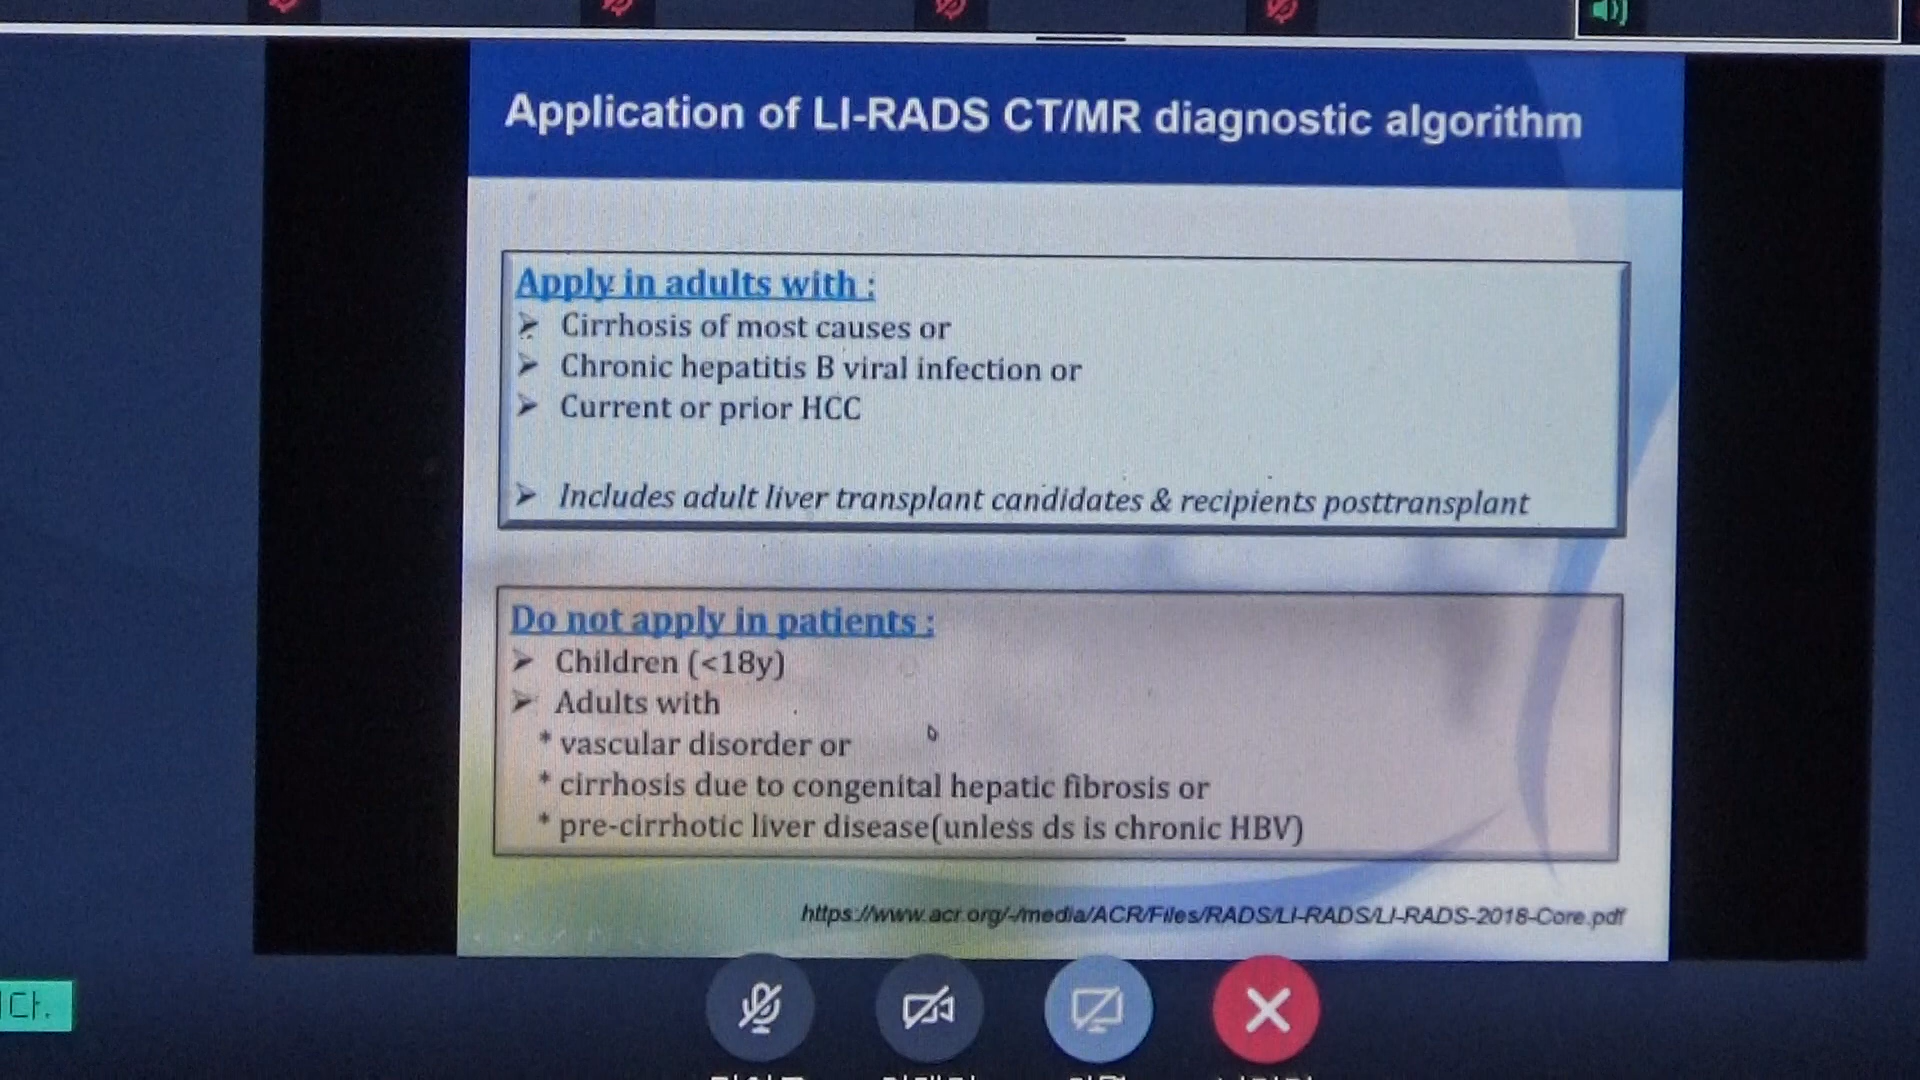 Application of LI-RADS CT/MR diagnostic algorithm
Apply in adults with :
➢ Cirrhosis of most causes or
➢ Chronic hepatitis B viral infection or
➢ Current or prior HCC
➢ Includes adult liver transplant candidates & recipients posttransplant
Do not apply in patients :
➢ Children (<18y)
➢ Adults with
* vascular disorder or
* cirrhosis due to congenital hepatic fibrosis or
* pre-cirrhotic liver disease(unless ds is chronic HBV)
https://www.acr.org/-/media/ACR/Files/RADS/LI-RADS/LI-RADS-2018-Core.pdf
다.